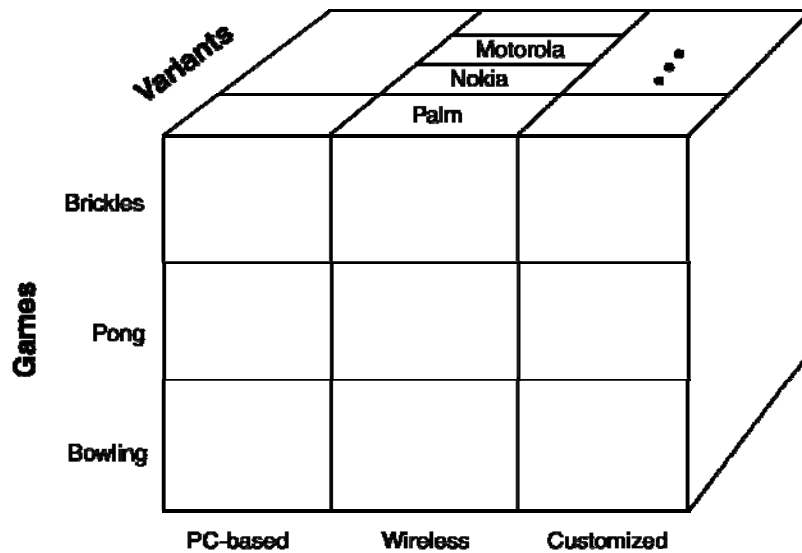 Variants
Motorola
Nokia
Palm
Brickles
Games
Pong
Bowling
PC-based Wireless Customized